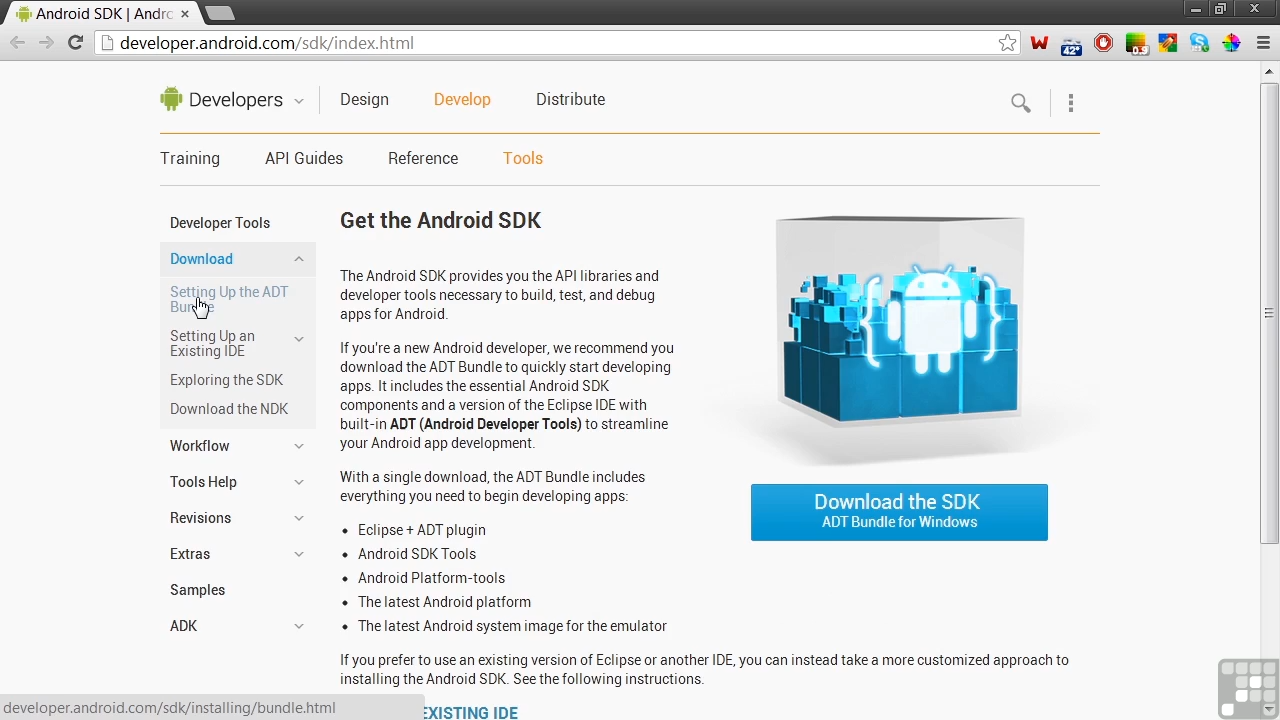 Android SDK | Andro
developer.android.com/sdk/index.html
42°
0.9
Developers
Design
Develop
Distribute
Training
API Guides
Reference
Tools
Developer Tools
Download
Setting Up the ADT
Bundle
Setting Up an
Existing IDE
Exploring the SDK
Download the NDK
Workflow
Tools Help
Revisions
Extras
Samples
ADK
Get the Android SDK
The Android SDK provides you the API libraries and
developer tools necessary to build, test, and debug
apps for Android.
If you're a new Android developer, we recommend you
download the ADT Bundle to quickly start developing
apps. It includes the essential Android SDK
components and a version of the Eclipse IDE with
built-in ADT (Android Developer Tools) to streamline
your Android app development.
With a single download, the ADT Bundle includes
everything you need to begin developing apps:
• Eclipse + ADT plugin
• Android SDK Tools
• Android Platform-tools
• The latest Android platform
• The latest Android system image for the emulator
Download the SDK
ADT Bundle for Windows
If you prefer to use an existing version of Eclipse or another IDE, you can instead take a more customized approach to
installing the Android SDK. See the following instructions.
EXISTING IDE
developer.android.com/sdk/installing/bundle.html